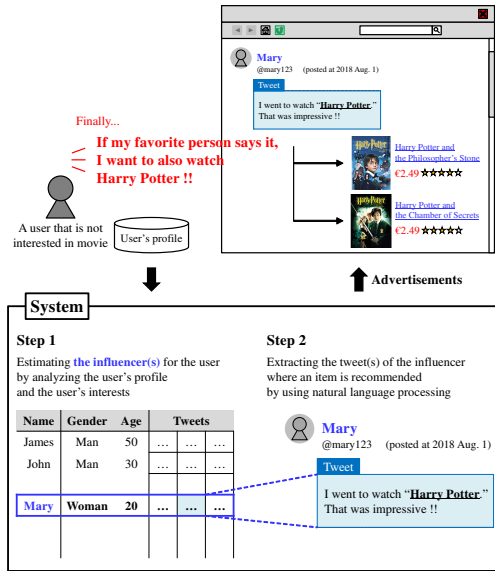 Mary
@mary123 (posted at 2018 Aug. 1)
Tweet
I went to watch “Harry Potter.”
That was impressive !!
Finally...
If my favorite person says it,
I want to also watch
Harry Potter !!
Harry Potter
Harry Potter and
the Philosopher’s Stone
€2.49 ★★★★★
Harry Potter
Harry Potter and
the Chamber of Secrets
€2.49 ★★★★★
A user that is not
interested in movie
User’s profile
Advertisements
System
Step 1
Estimating the influencer(s) for the user
by analyzing the user’s profile
and the user’s interests
Name Gender Age Tweets
James Man 50 … … …
John Man 30 … … …
Mary Woman 20 … … …
Step 2
Extracting the tweet(s) of the influencer
where an item is recommended
by using natural language processing
Mary
@mary123 (posted at 2018 Aug. 1)
Tweet
I went to watch “Harry Potter.”
That was impressive !!